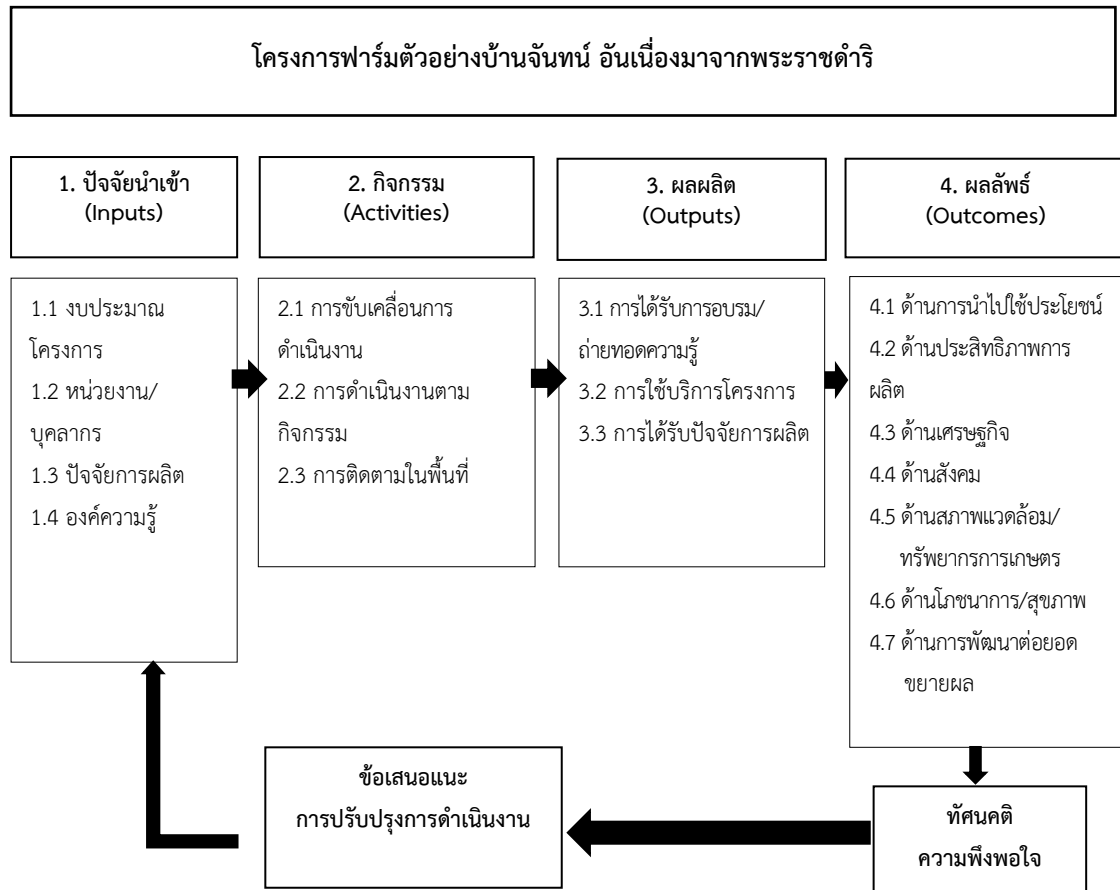 โครงการฟาร์มตัวอย่างบ้านจันทน์ อันเนื่องมาจากพระราชดำริ
1. ปัจจัยนำเข้า
(Inputs)
2. กิจกรรม
(Activities)
3. ผลผลิต
(Outputs)
4. ผลลัพธ์
(Outcomes)
1.1 งบประมาณ
โครงการ
1.2 หน่วยงาน/
บุคลากร
1.3 ปัจจัยการผลิต
1.4 องค์ความรู้
2.1 การขับเคลื่อนการ
ดำเนินงาน
2.2 การดำเนินงานตาม
กิจกรรม
2.3 การติดตามในพื้นที่
3.1 การได้รับการอบรม/
ถ่ายทอดความรู้
3.2 การใช้บริการโครงการ
3.3 การได้รับปัจจัยการผลิต
4.1 ด้านการนำไปใช้ประโยชน์
4.2 ด้านประสิทธิภาพการ
ผลิต
4.3 ด้านเศรษฐกิจ
4.4 ด้านสังคม
4.5 ด้านสภาพแวดล้อม/
ทรัพยากรการเกษตร
4.6 ด้านโภชนาการ/สุขภาพ
4.7 ด้านการพัฒนาต่อยอด
ขยายผล
ข้อเสนอแนะ
การปรับปรุงการดำเนินงาน
ทัศนคติ
ความพึงพอใจ